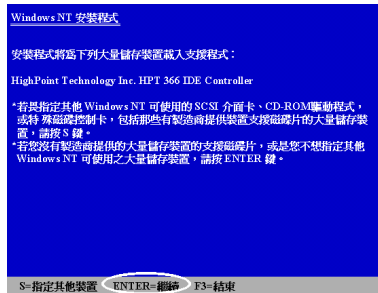 Windows NT 安裝程式
安裝程式將為下列大量儲存裝置載入支援程式：
HighPoint Technology Inc. HPT 366 IDE Controller
*若畏指定其他 Windows NT 可使用的 SCSI 介面卡、CD-ROM驅動程式，
或特 殊磁碟控制卡，包括那些有製造商提供裝置支援磁碟片的大量儲存裝
置，請按 S 鍵。
*若您沒有製造商提供的大量儲存裝置的支援磁碟片，或是您不想指定其他
Windows NT 可使用之大量儲存裝置，請按 ENTER 鍵。
S=指定其他裝置 ENTER=繼續 F3=結束